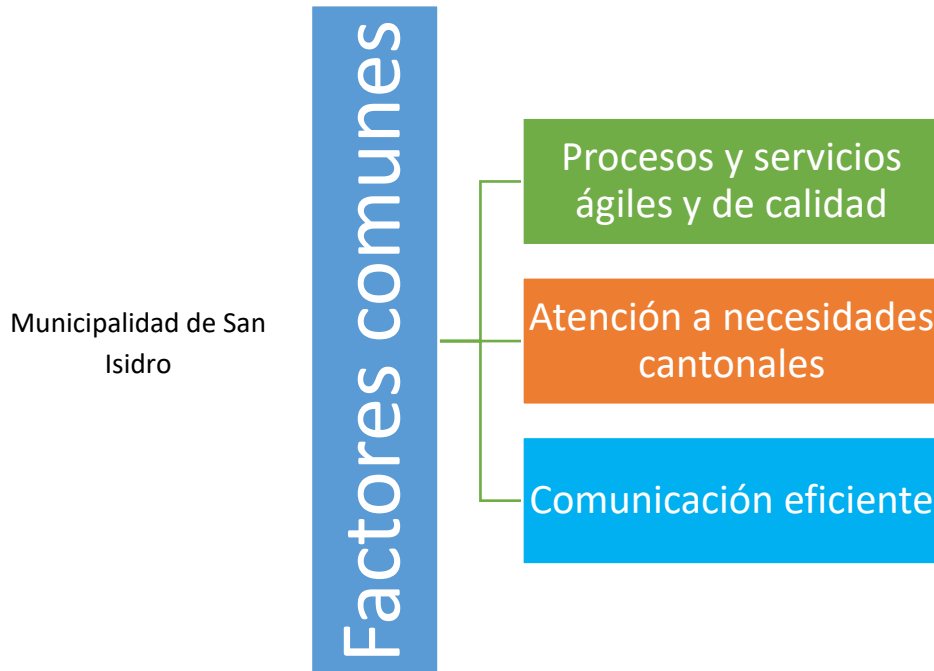 Municipalidad de San
Isidro
Factores comunes
Procesos y servicios
ágiles y de calidad
Atención a necesidades
cantonales
Comunicación eficiente